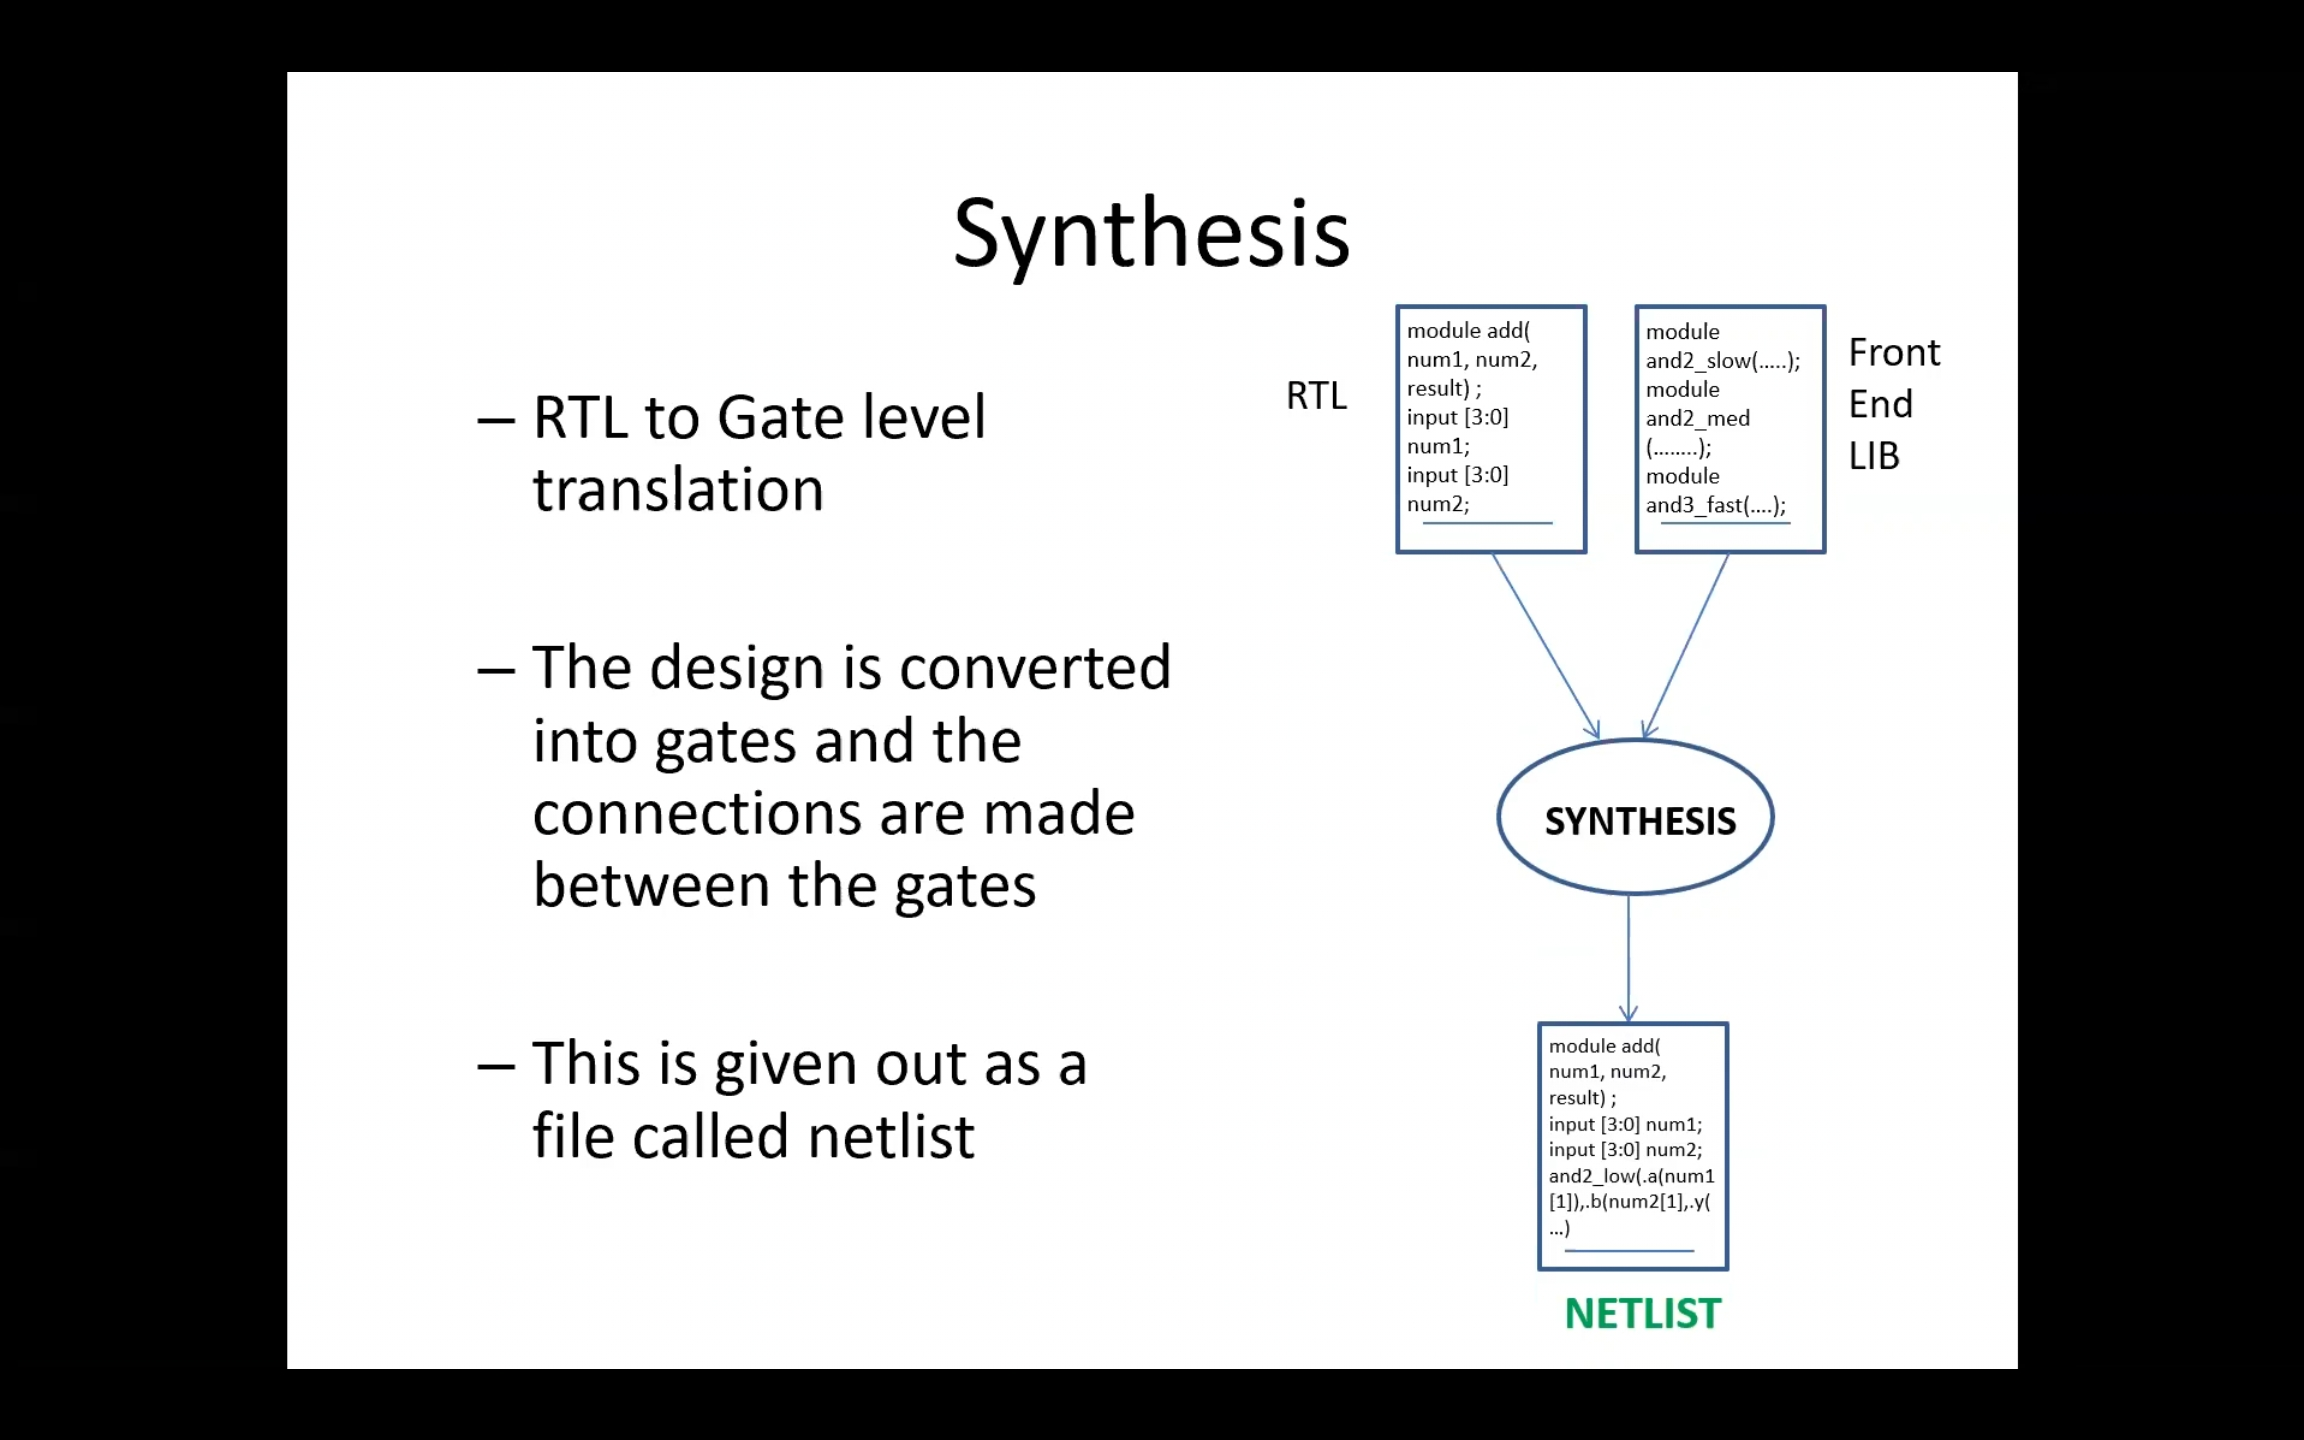 Synthesis
– RTL to Gate level
translation
– The design is converted
into gates and the
connections are made
between the gates
– This is given out as a
file called netlist
RTL
module add(
num1, num2,
result) ;
input [3:0]
num1;
input [3:0]
num2;
module
and2_slow(.....);
module
and2_med
(........);
module
and3_fast(....);
Front
End
LIB
SYNTHESIS
module add(
num1, num2,
result) ;
input [3:0] num1;
input [3:0] num2;
and2_low(.a(num1
[1]),.b(num2[1],.y(
...)
NETLIST